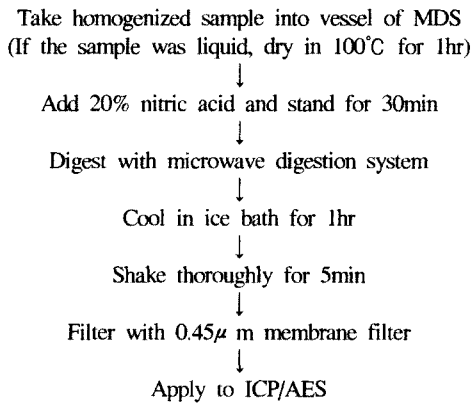 Take homogenized sample into vessel of MDS
(If the sample was liquid, dry in 100℃ for 1hr)
Add 20% nitric acid and stand for 30min
Digest with microwave digestion system
Cool in ice bath for 1hr
Shake thoroughly for 5min
Filter with 0.45μ m membrane filter
Apply to ICP/AES